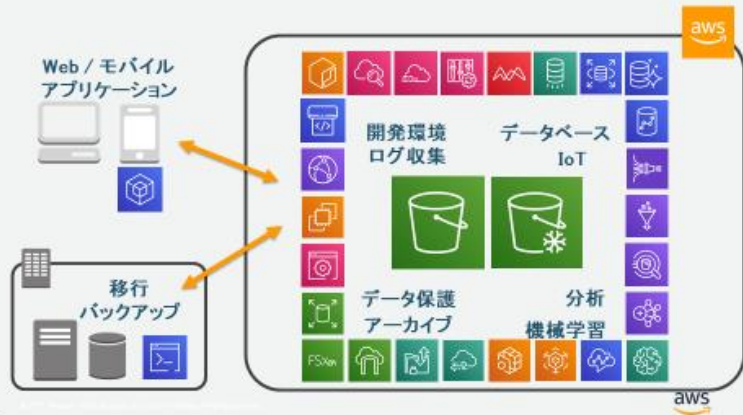 aws
Web / モバイル
アプリケーション
開発環境
ログ収集
データベース
IoT
移行
バックアップ
データ保護
アーカイブ
分析
機械学習
FSx
aws